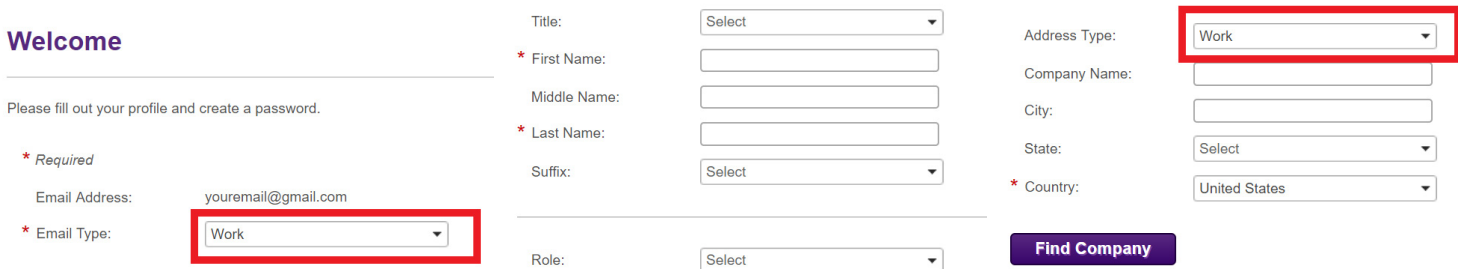 Welcome
Please fill out your profile and create a password.
* Required
Email Address: youremail@gmail.com
* Email Type: Work
Title: Select
* First Name:
Middle Name:
* Last Name:
Suffix: Select
Role: Select
Address Type: Work
Company Name:
City:
State: Select
* Country: United States
Find Company